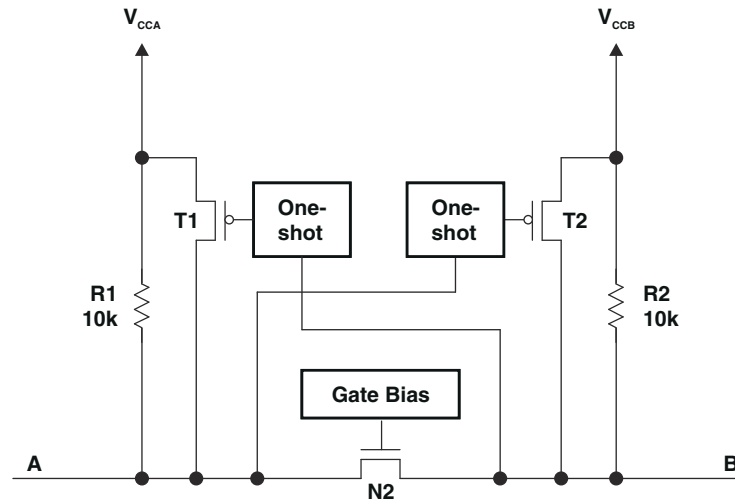 VCCA
VCCB
One-
shot
One-
shot
T1
T2
R1
10k
R2
10k
Gate Bias
A
B
N2